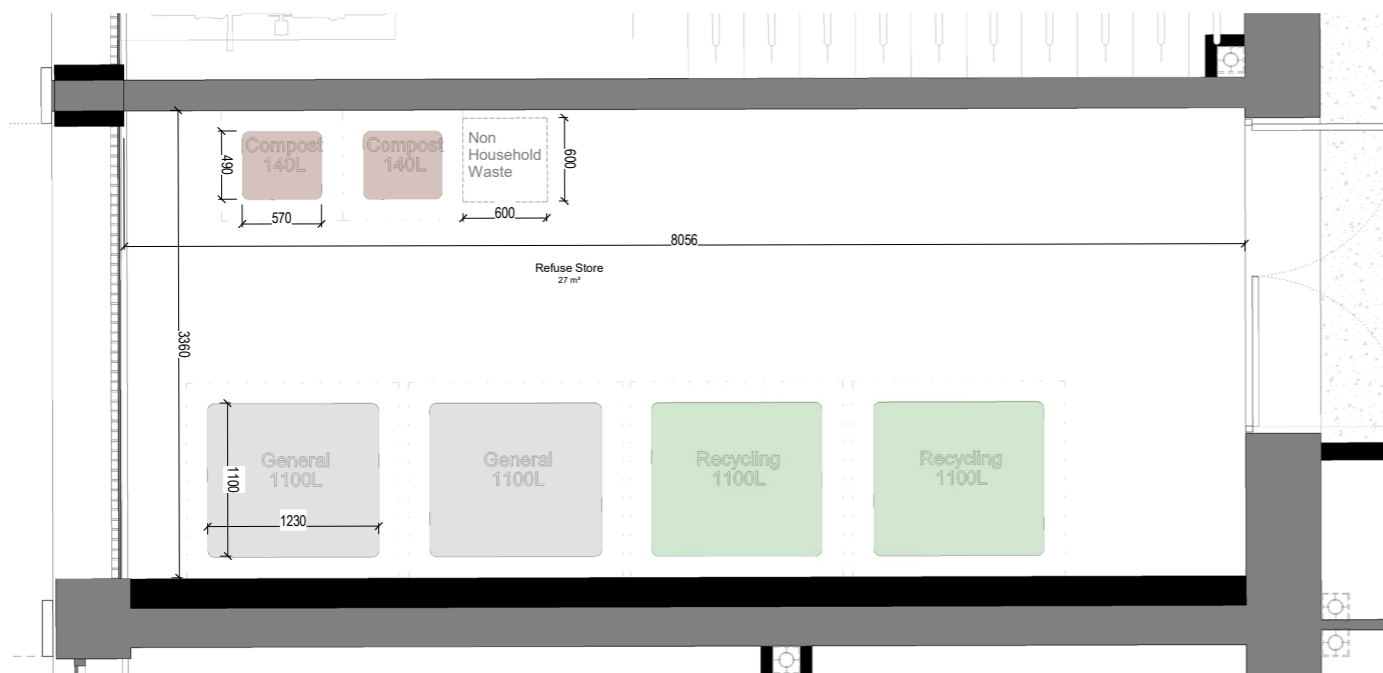 Compost
140L
Compost
140L
Non
Household
Waste
490
600
570
600
8056
Refuse Store
27 m²
3360
General
1100L
General
1100L
Recycling
1100L
Recycling
1100L
1100
1230